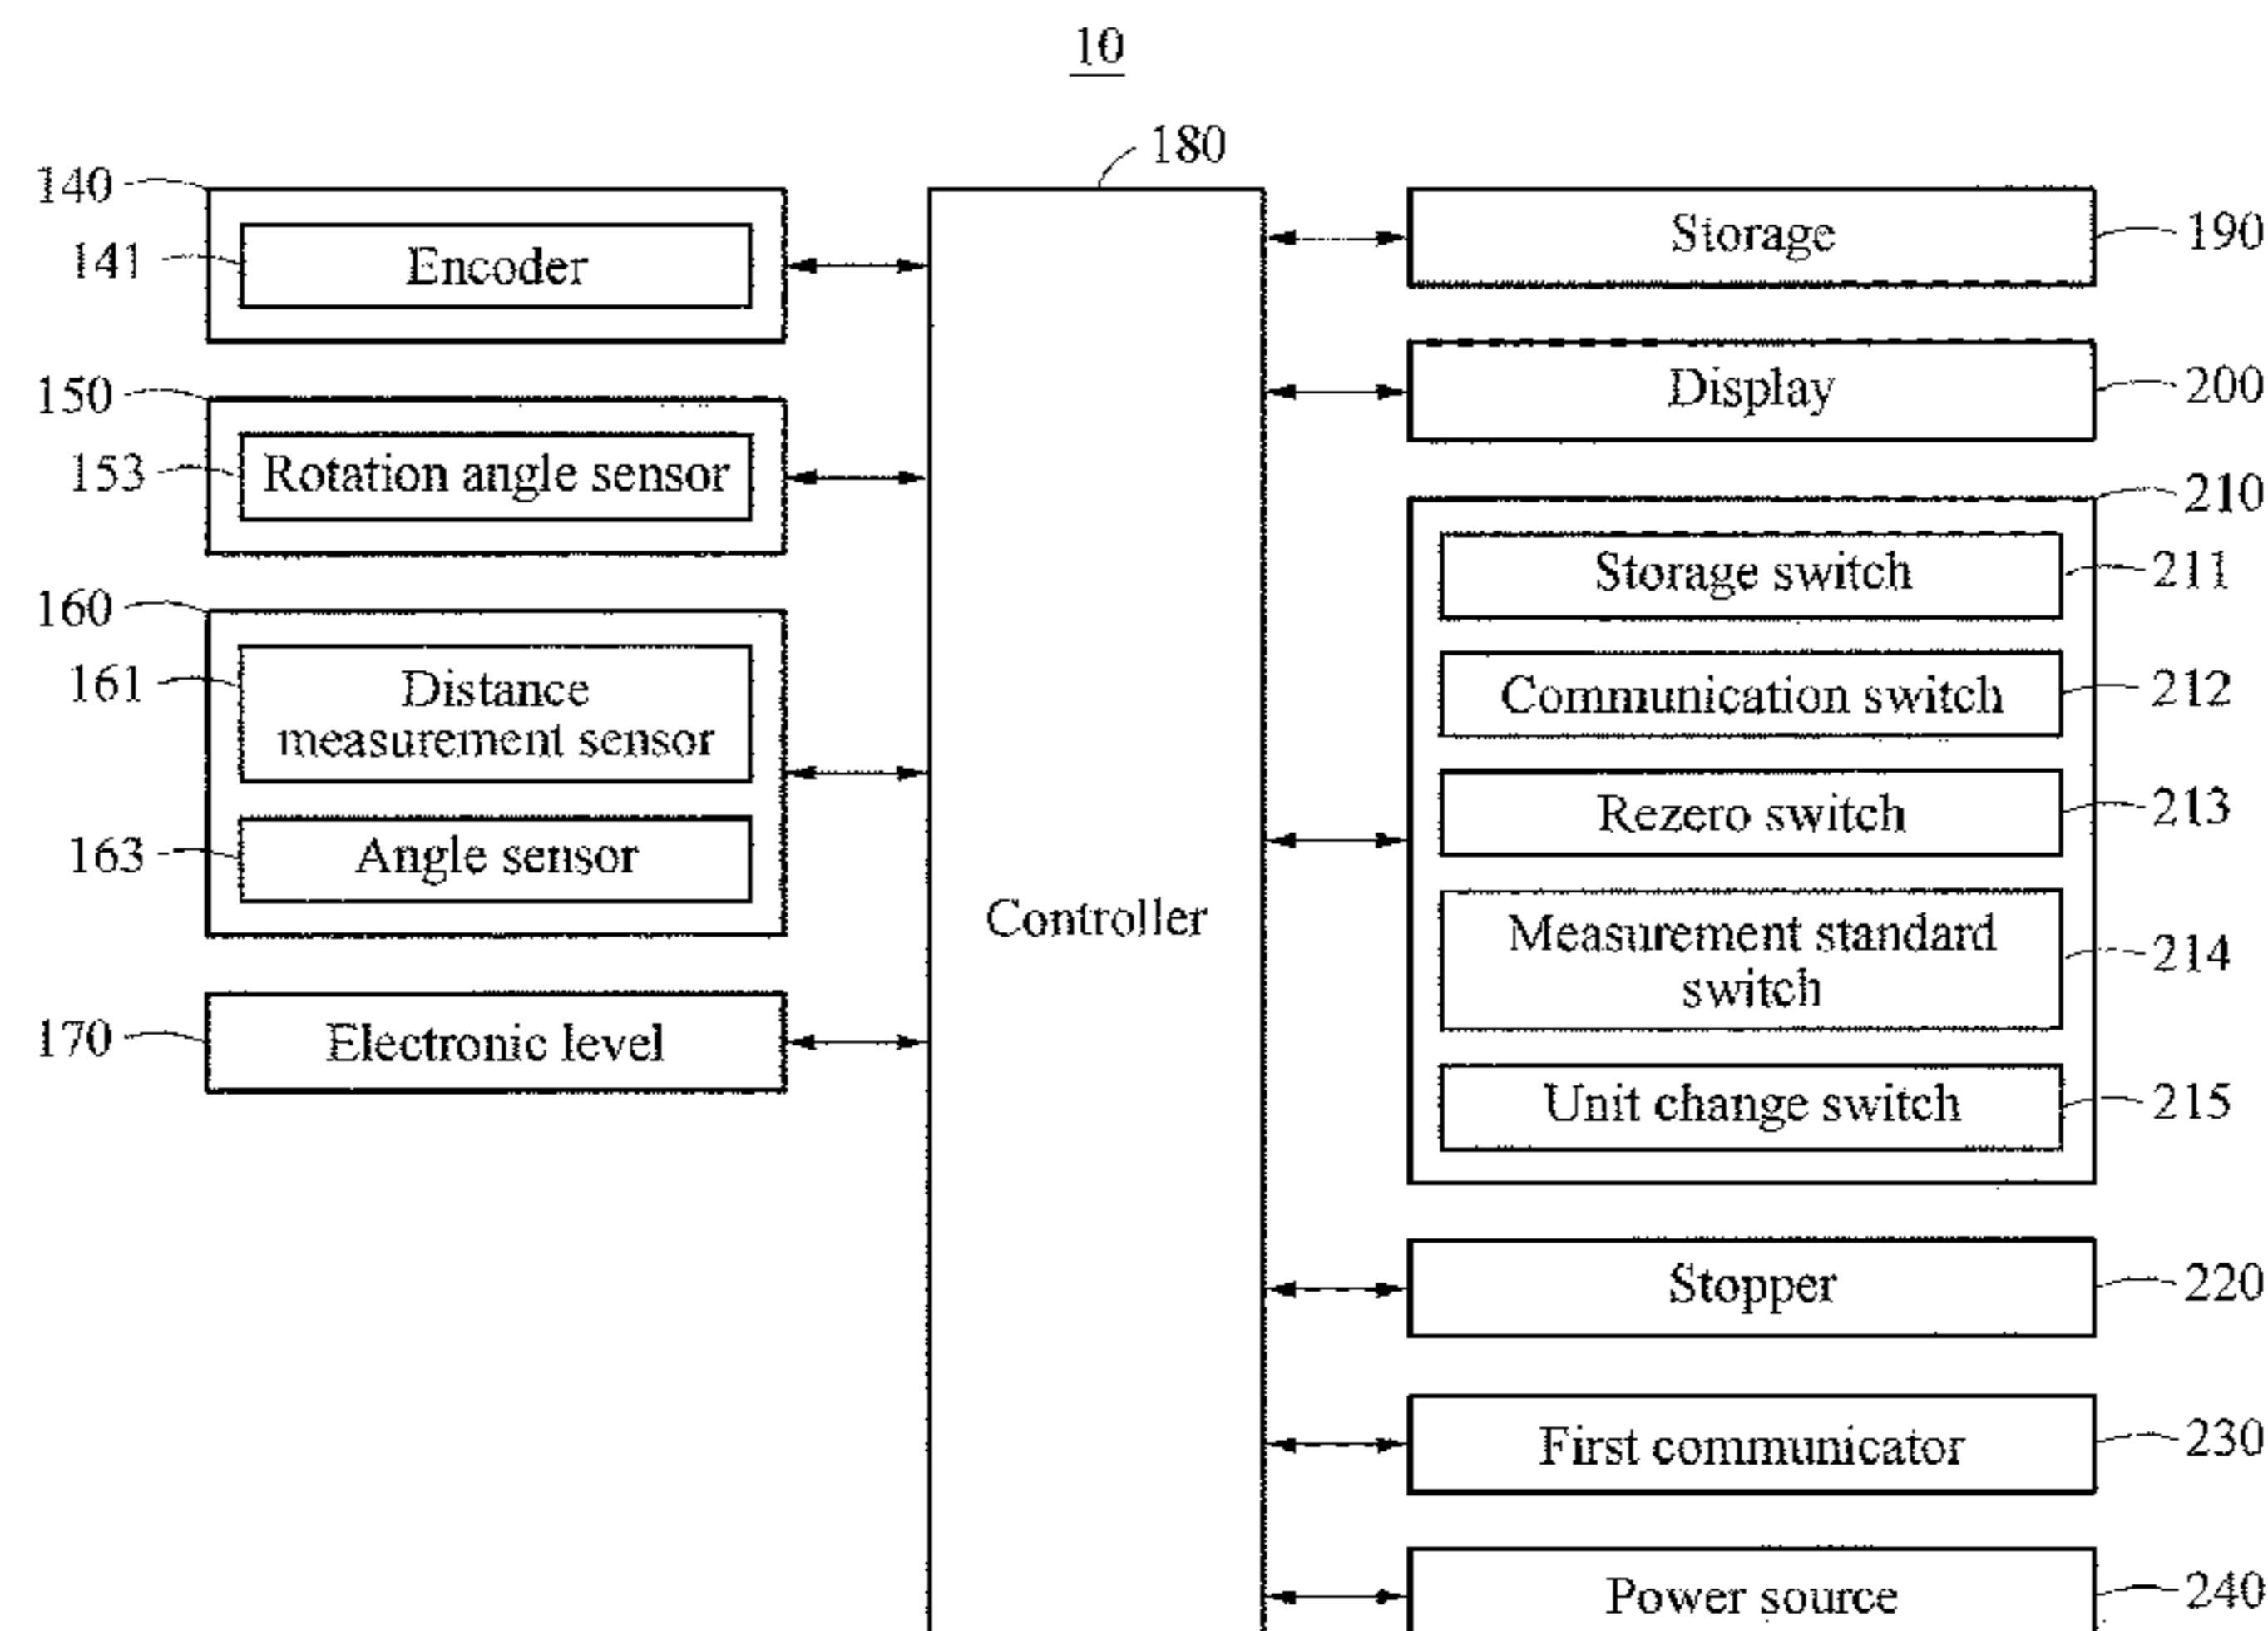 10
180
140
141
Encoder
150
153
Rotation angle sensor
160
161
Distance
measurement sensor
163
Angle sensor
170
Electronic level
Controller
Storage
190
Display
200
210
Storage switch
211
Communication switch
212
Rezero switch
213
Measurement standard
switch
214
Unit change switch
215
Stopper
220
First communicator
230
Power source
240